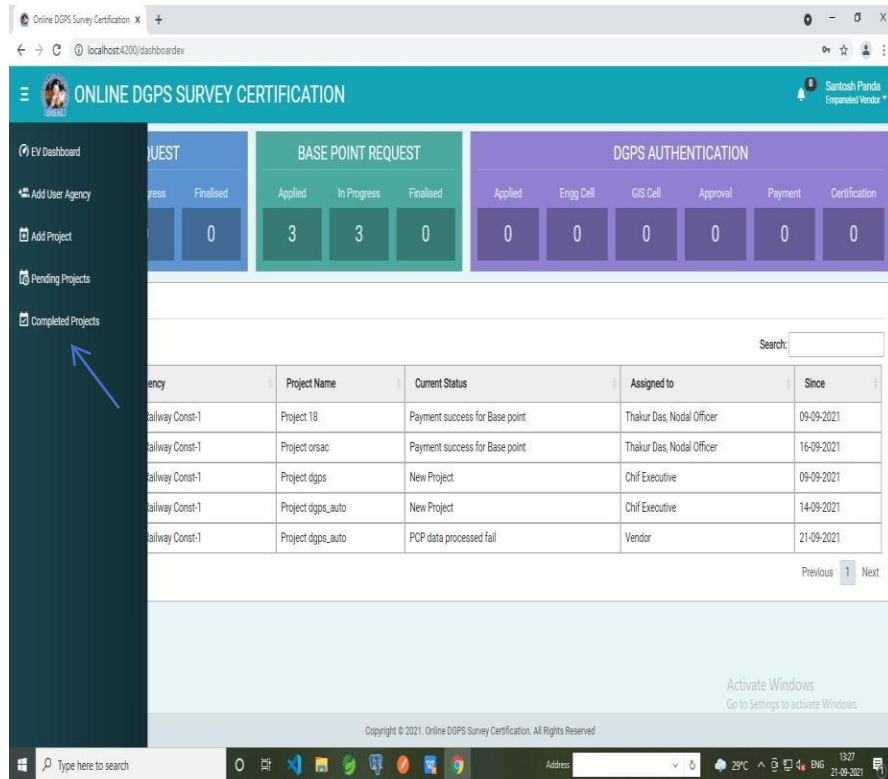 Online DGPS Survey Certification
localhost:4200/dashboardev
ONLINE DGPS SURVEY CERTIFICATION
ORSAC
0
Santosh Panda
Empaneled Vendor
EV Dashboard
Add User Agency
Add Project
Pending Projects
Completed Projects
QUEST
gress Finalised
0
BASE POINT REQUEST
Applied In Progress Finalised
3 3 0
DGPS AUTHENTICATION
Applied Engg Cell GIS Cell Approval Payment Certification
0 0 0 0 0 0
Search:
ency Project Name Current Status Assigned to Since
Railway Const-1 Project 18 Payment success for Base point Thakur Das, Nodal Officer 09-09-2021
Railway Const-1 Project orsac Payment success for Base point Thakur Das, Nodal Officer 16-09-2021
Railway Const-1 Project dgps New Project Chif Executive 09-09-2021
Railway Const-1 Project dgps_auto New Project Chif Executive 14-09-2021
Railway Const-1 Project dgps_auto PCP data processed fail Vendor 21-09-2021
Previous 1 Next
Activate Windows
Go to Settings to activate Windows.
Copyright © 2021. Online DGPS Survey Certification. All Rights Reserved
Type here to search
Address
29°C
ENG
13:27
21-09-2021